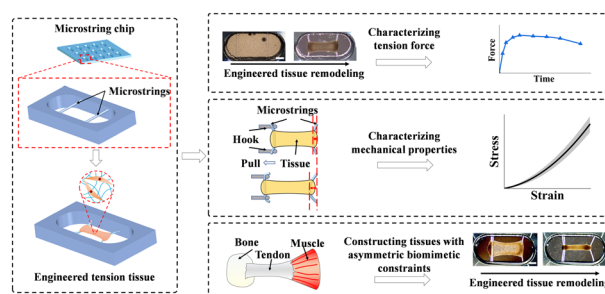 Microstring chip
Microstrings
Engineered tension tissue
Engineered tissue remodeling
Characterizing
tension force
Force
Time
Microstrings
Hook
Tissue
Pull
Characterizing
mechanical properties
Stress
Strain
Bone
Tendon
Muscle
Constructing tissues with
asymmetric biomimetic
constraints
Engineered tissue remodeling